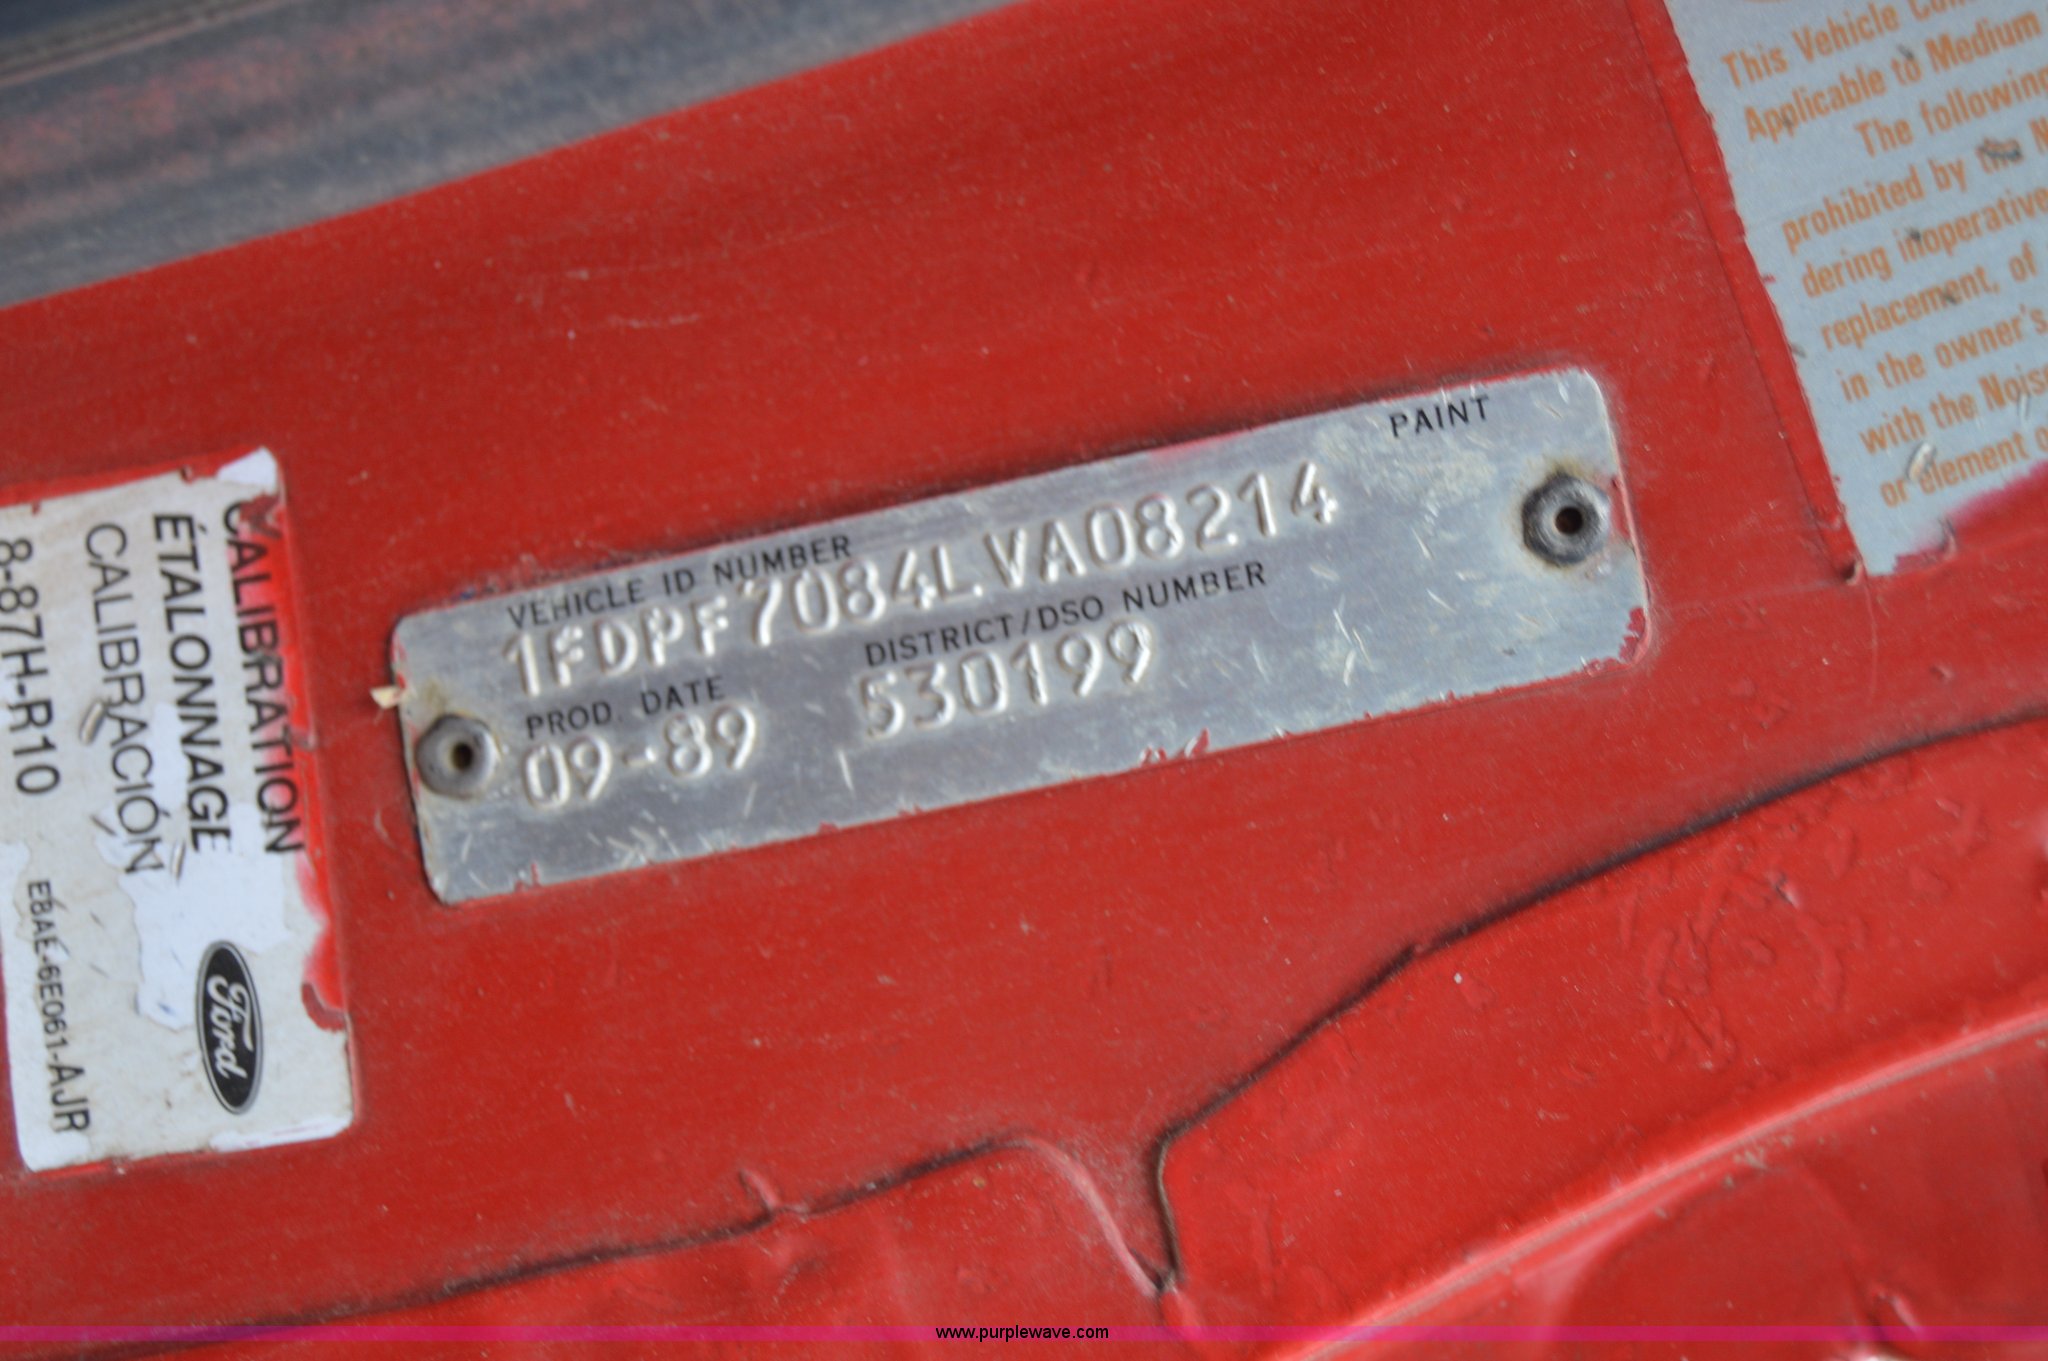 PAINT
VEHICLE ID NUMBER
1FDPF7084LVA08214
PROD. DATE
DISTRICT/DSO NUMBER
09-89
530199
CALIBRATION
ÉTALONNAGE
CALIBRACIÓN
8-87H-R10
E8AE-6E061-AJR
Ford
This Vehicle
Applicable to Medium
The following
prohibited by the
dering inoperative
replacement, of
in the owner's
with the
or element
www.purplewave.com